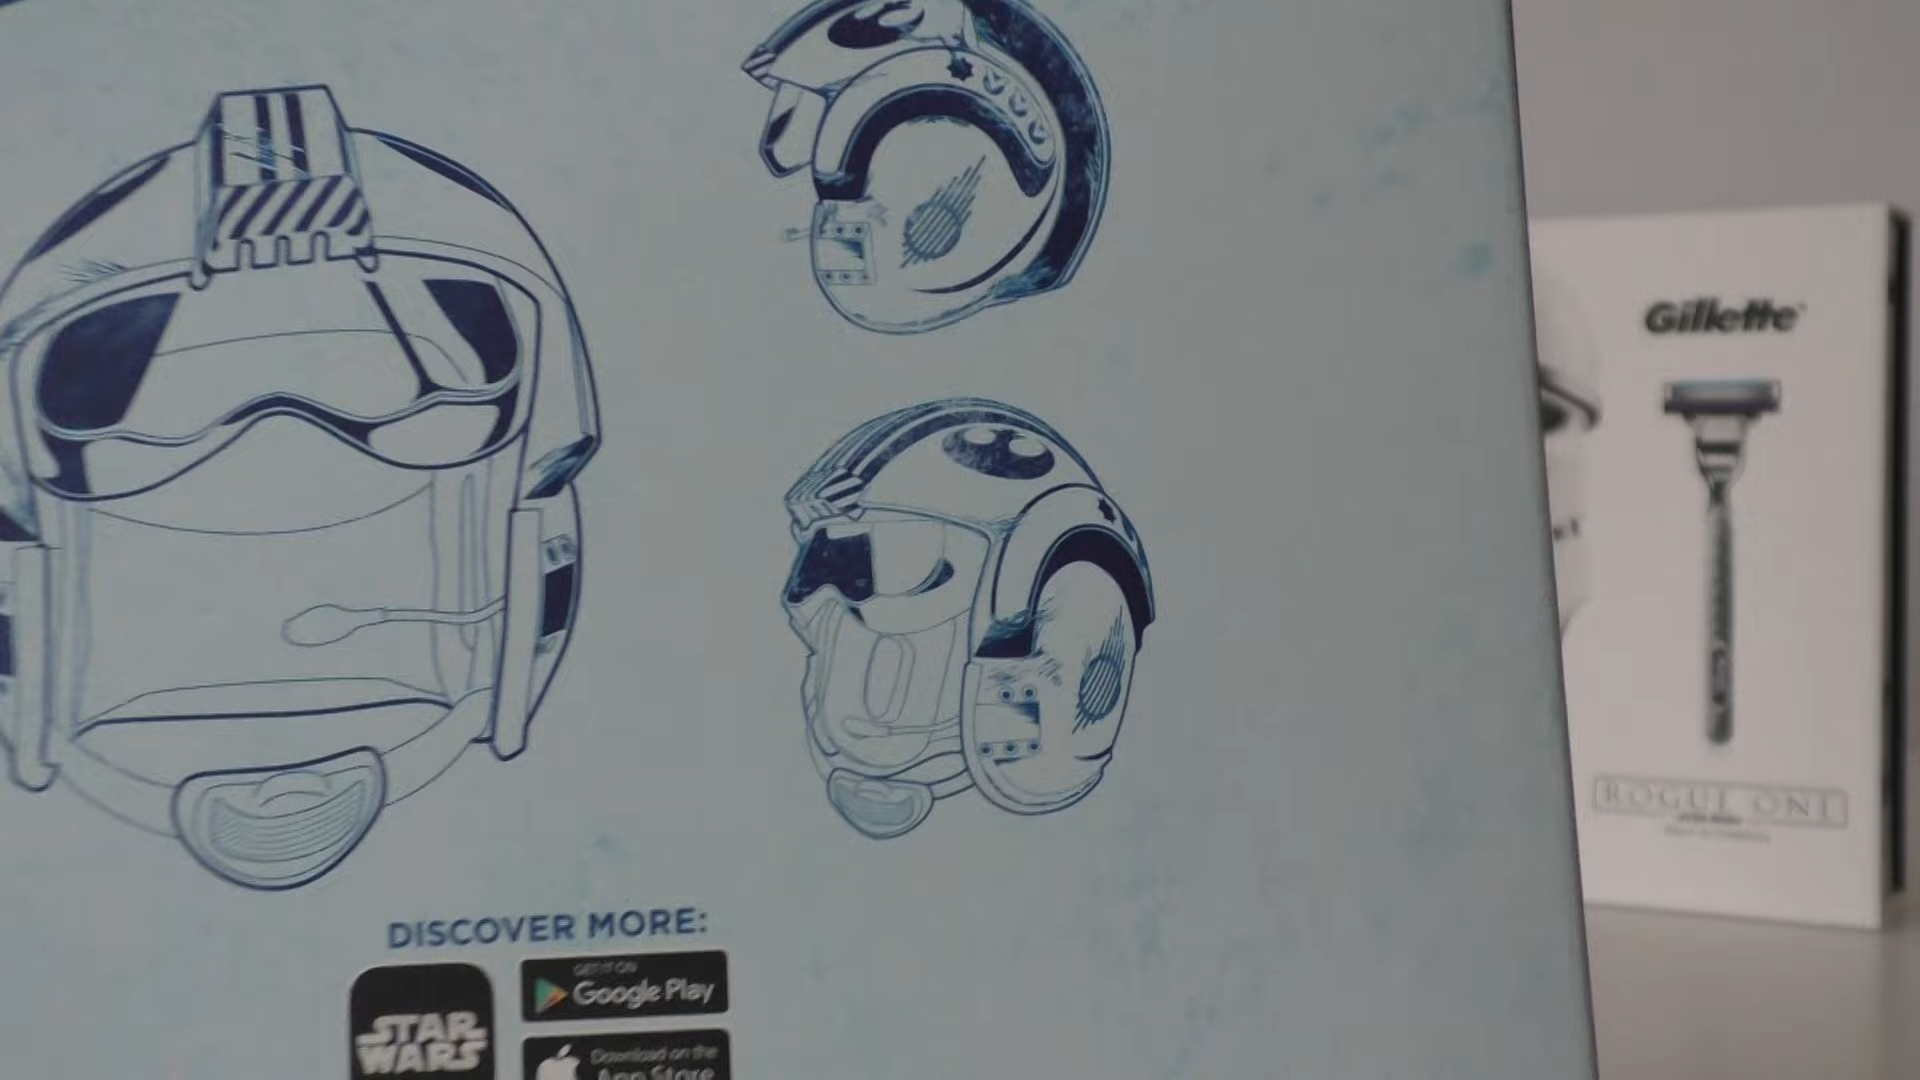 DISCOVER MORE:
STAR
WARS
GET IT ON
Google Play
Download on the
App Store
Gillette
ROGUE ONE